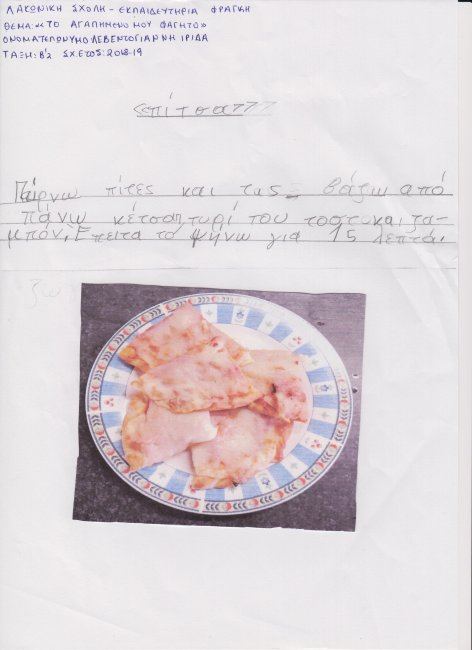 ΛΑΚΩΝΙΚΗ ΣΧΟΛΗ - ΕΚΠΑΙΔΕΥΤΗΡΙΑ ΦΡΑΓΚΗ
ΘΕΜΑ: «ΤΟ ΑΓΑΠΗΜΕΝΟ ΜΟΥ ΦΑΓΗΤΟ»
ΟΝΟΜΑΤΕΠΩΝΥΜΟ ΛΕΒΕΝΤΟΓΙΑΝΝΗ ΙΡΙΔΑ
ΤΑΞΗ: Β'2 ΣΧ.ΕΤΟΣ: 2018-19
«πίτσα»
Παίρνω πίτες και τις βάζω από
πάνω κέτσαπ τυρί του τοστ και ζα-
μπόν. Έπειτα το ψήνω για 15 λεπτά.